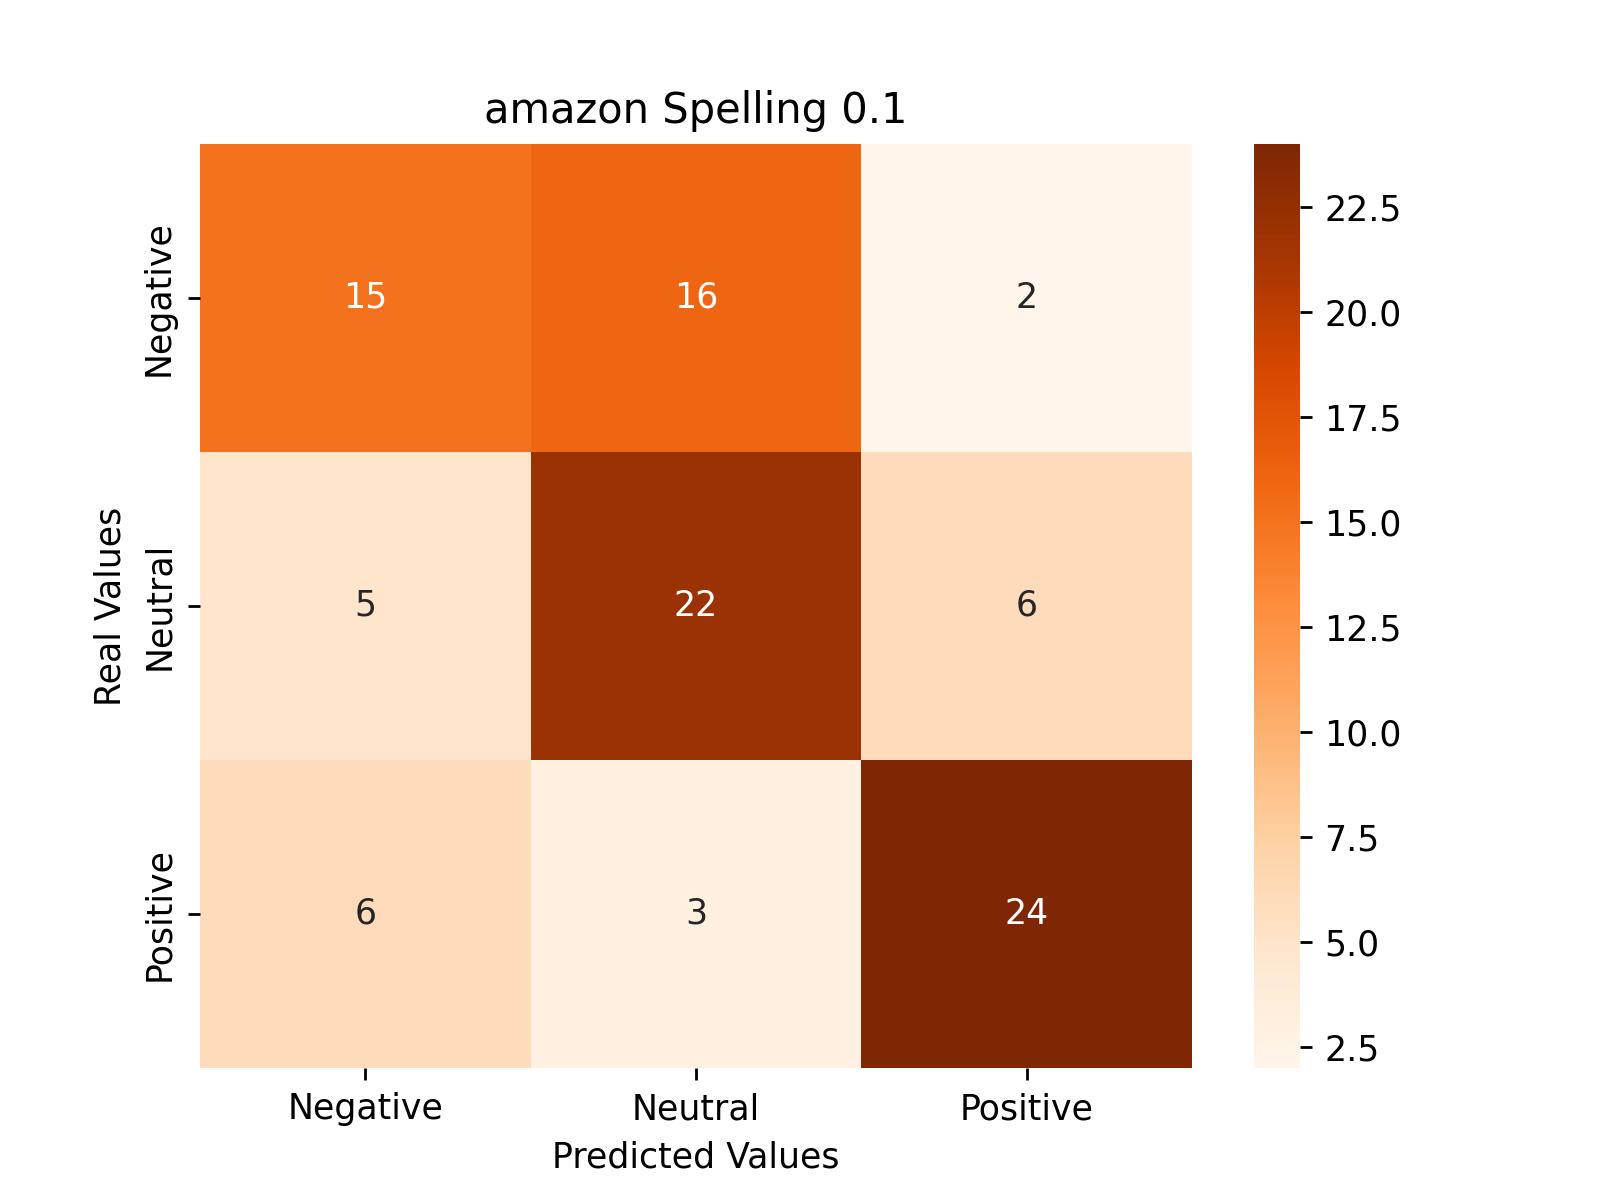 amazon Spelling 0.1
Real Values
Negative
15 16 2
Neutral
5 22 6
Positive
6 3 24
Negative Neutral Positive
Predicted Values
22.5
20.0
17.5
15.0
12.5
10.0
7.5
5.0
2.5